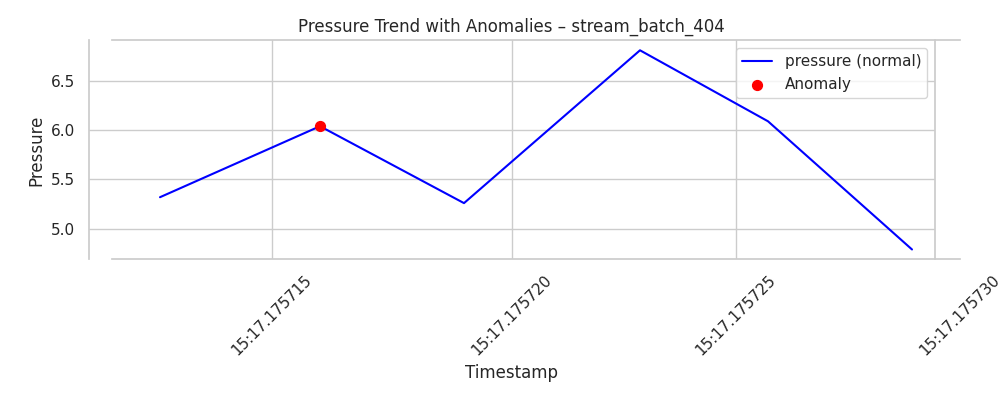 Pressure Trend with Anomalies – stream_batch_404
pressure (normal)
Anomaly
Pressure
6.5
6.0
5.5
5.0
15:17.175715
15:17.175720
15:17.175725
15:17.175730
Timestamp